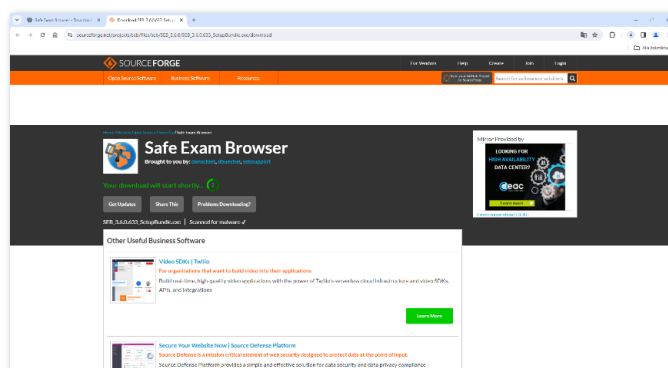 Download SEB 3.6.0.633_Setu
sourceforge.net/projects/seb/files/seb/SEB_3.6.0/SEB_3.6.0.633_SetupBundle.exe/download
SOURCEFORGE
For Vendors Help Create Join Login
Open Source Software Business Software Resources
Search for software or solutions
Safe Exam Browser
Safe Exam Browser
Brought to you by:
Your download will start shortly...
Get Updates Share This Problems Downloading?
SEB_3.6.0.633_SetupBundle.exe | Scanned for malware ✓
Mirror Provided by
LOOKING FOR
HIGH AVAILABILITY
DATA CENTER?
deac
Learn more
Other Useful Business Software
Video SDKs | Twilio
For organizations that want to build video into their applications
Build real-time, high-quality video applications with the power of Twilio's serverless cloud infrastructure and video SDKs,
APIs, and integrations
Learn More
Secure Your Website Now | Source Defense Platform
Source Defense is a mission critical element of web security designed to protect data at the point of input.
Source Defense Platform provides a simple and effective solution for data security and data privacy compliance